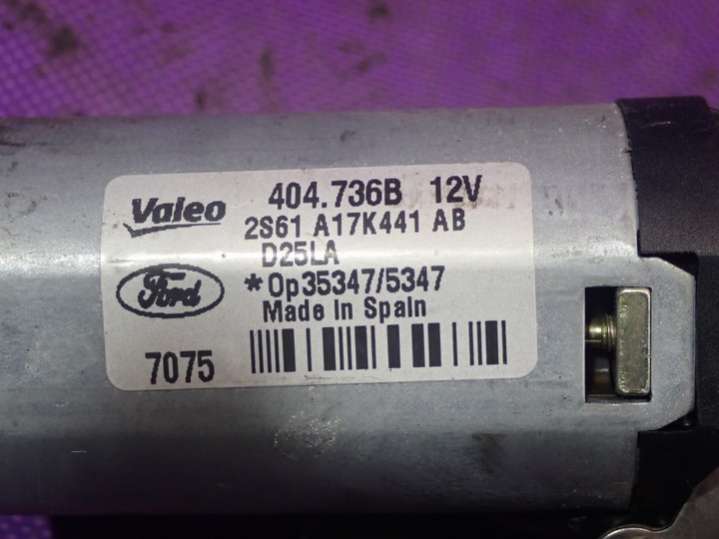 Valeo 404.736B 12V
2S61 A17K441 AB
D25LA
Ford *Op35347/5347
Made In Spain
7075